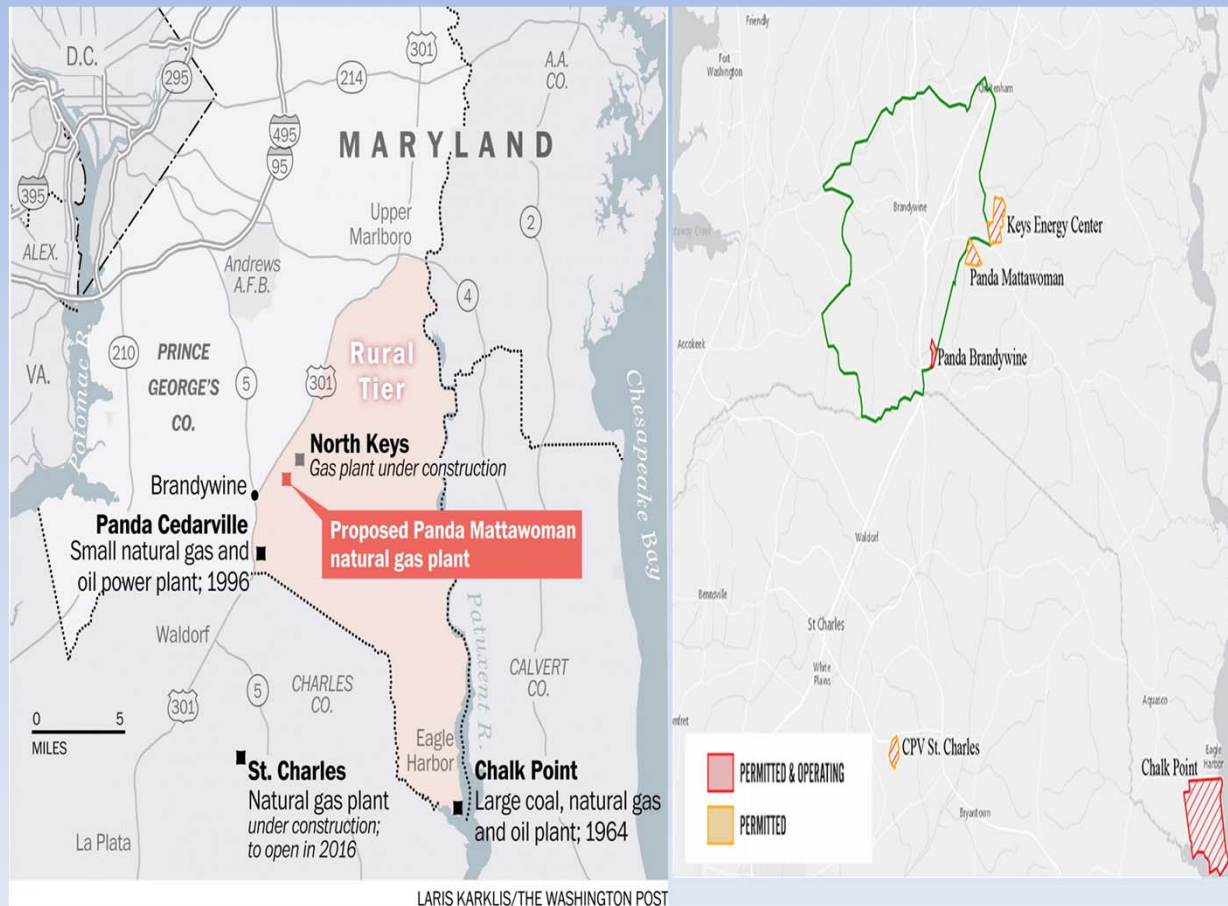 D.C.
295
214
301
A.A.
CO.
495
95
MARYLAND
395
2
Upper
Marlboro
ALEX.
Andrews
A.F.B.
4
Potomac R.
210
PRINCE
GEORGE'S
CO.
5
301
Rural
Tier
VA.
Chesapeake Bay
North Keys
Gas plant under construction
Brandywine
Panda Cedarville
Small natural gas and
oil power plant; 1996
Proposed Panda Mattawoman
natural gas plant
Patuxent R.
Waldorf
CALVERT
CO.
5
CHARLES
CO.
301
0 5
MILES
Eagle
Harbor
St. Charles
Natural gas plant
under construction;
to open in 2016
Chalk Point
Large coal, natural gas
and oil plant; 1964
La Plata
LARIS KARKLIS/THE WASHINGTON POST
Friendly
Fort
Washington
Brandywine
Keys Energy Center
Panda Mattawoman
Accokeek
Panda Brandywine
Waldorf
Bennsville
St Charles
White
Plains
Aquasco
CPV St. Charles
Eagle
Harbor
Chalk Point
Bryantown
PERMITTED & OPERATING
PERMITTED